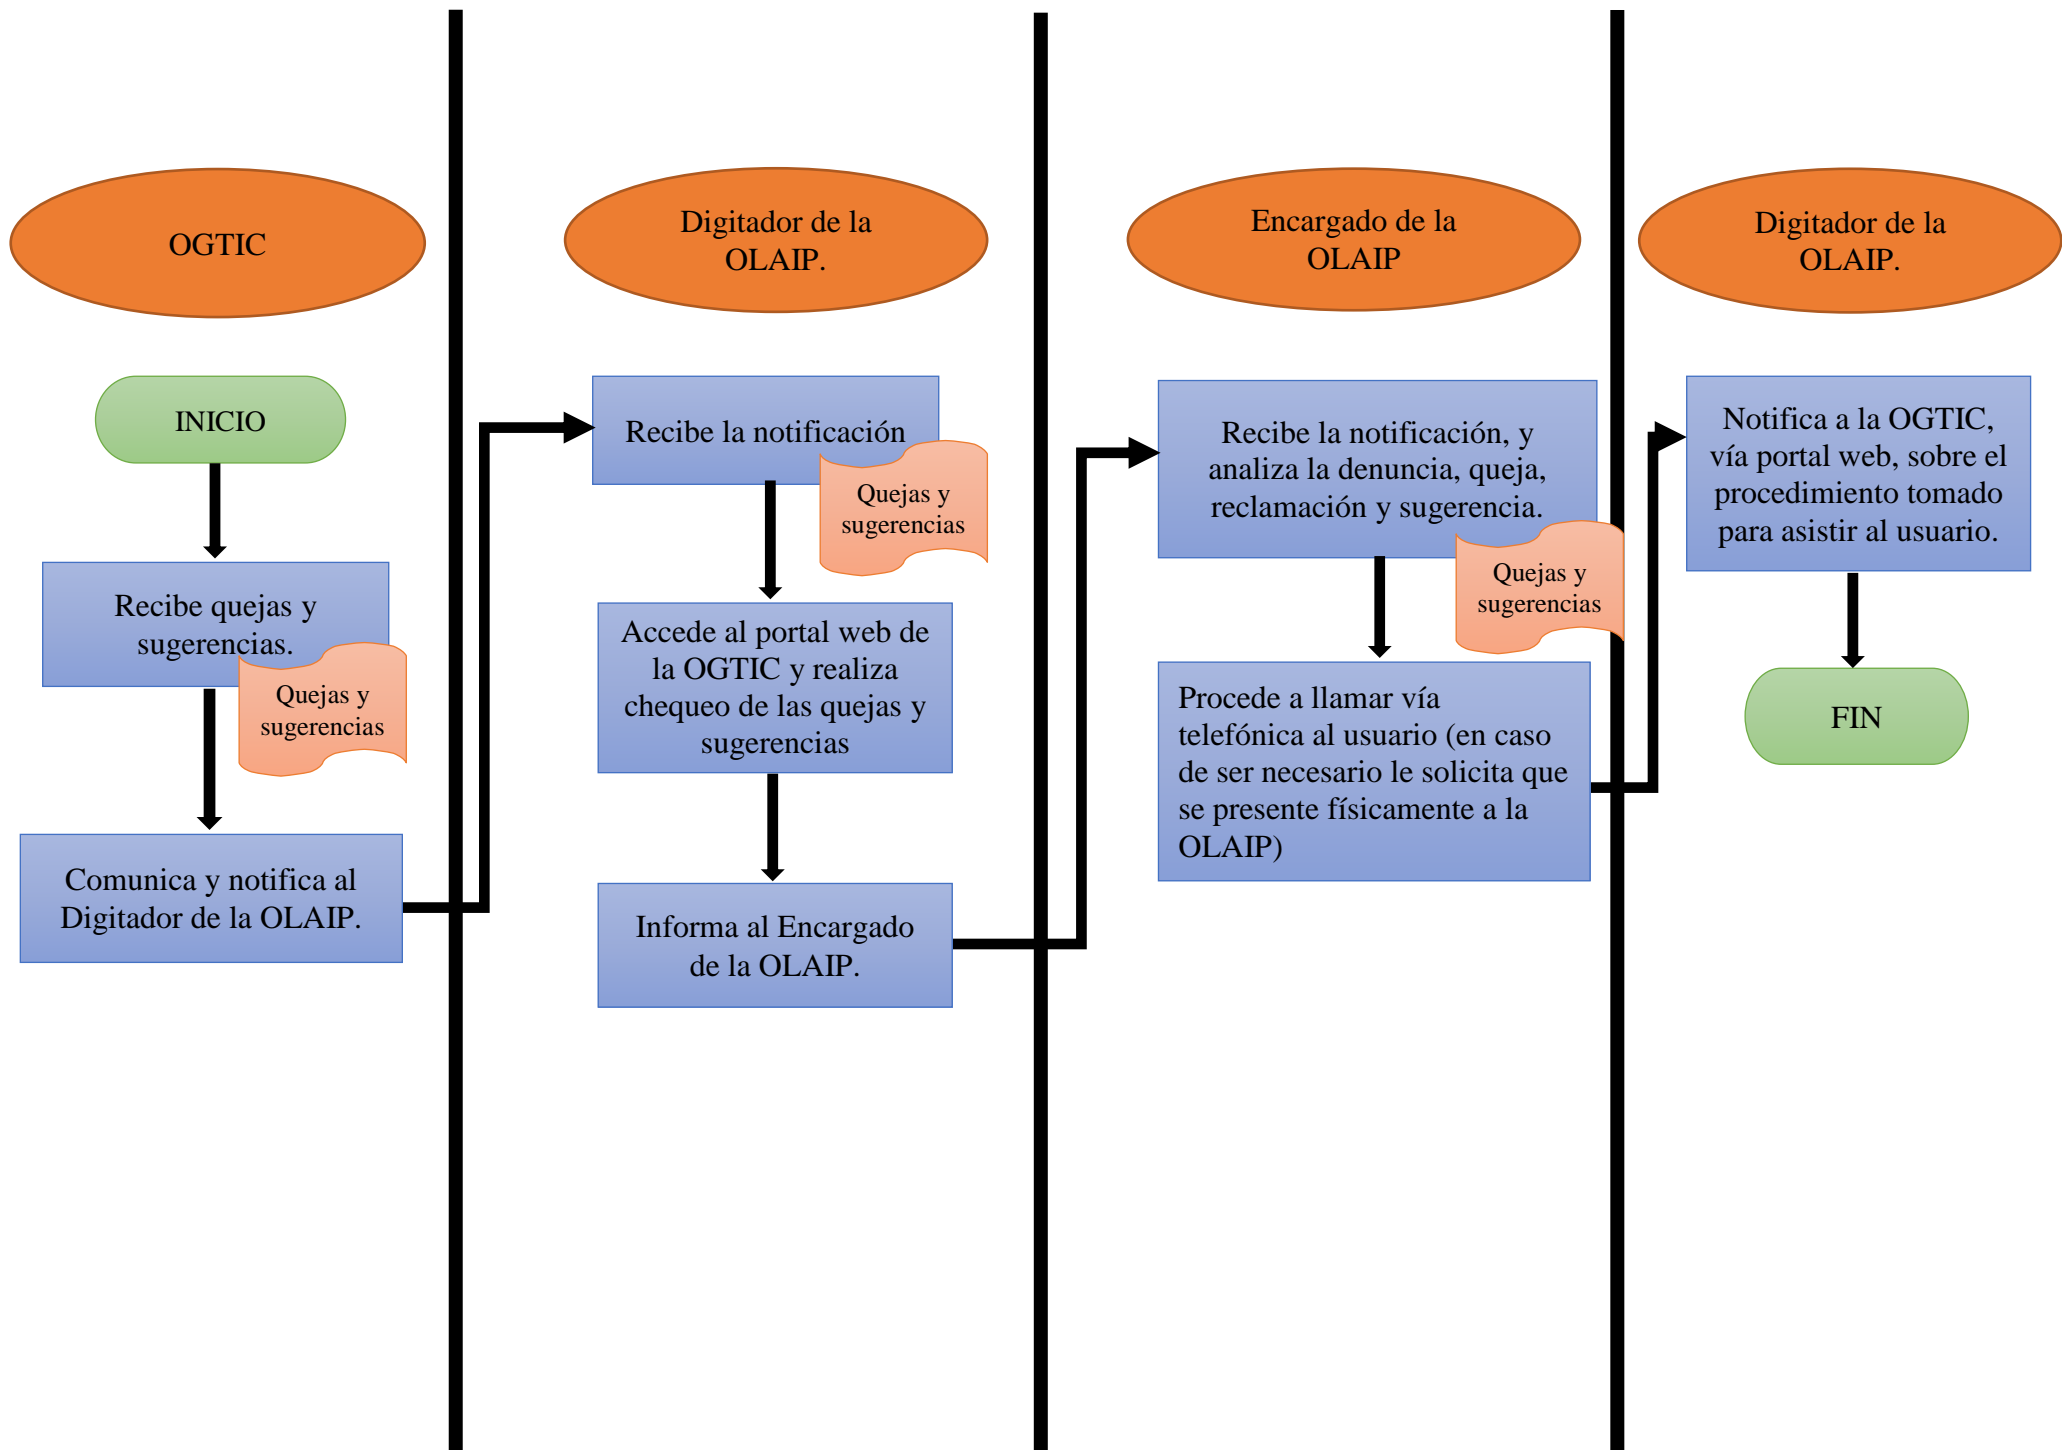 OGTIC
INICIO
Recibe quejas y
sugerencias.
Quejas y
sugerencias
Comunica y notifica al
Digitador de la OLAIP.
Digitador de la
OLAIP.
Recibe la notificación
Quejas y
sugerencias
Accede al portal web de
la OGTIC y realiza
chequeo de las quejas y
sugerencias
Informa al Encargado
de la OLAIP.
Encargado de la
OLAIP
Recibe la notificación, y
analiza la denuncia, queja,
reclamación y sugerencia.
Quejas y
sugerencias
Procede a llamar vía
telefónica al usuario (en caso
de ser necesario le solicita que
se presente físicamente a la
OLAIP)
Digitador de la
OLAIP.
Notifica a la OGTIC,
vía portal web, sobre el
procedimiento tomado
para asistir al usuario.
FIN